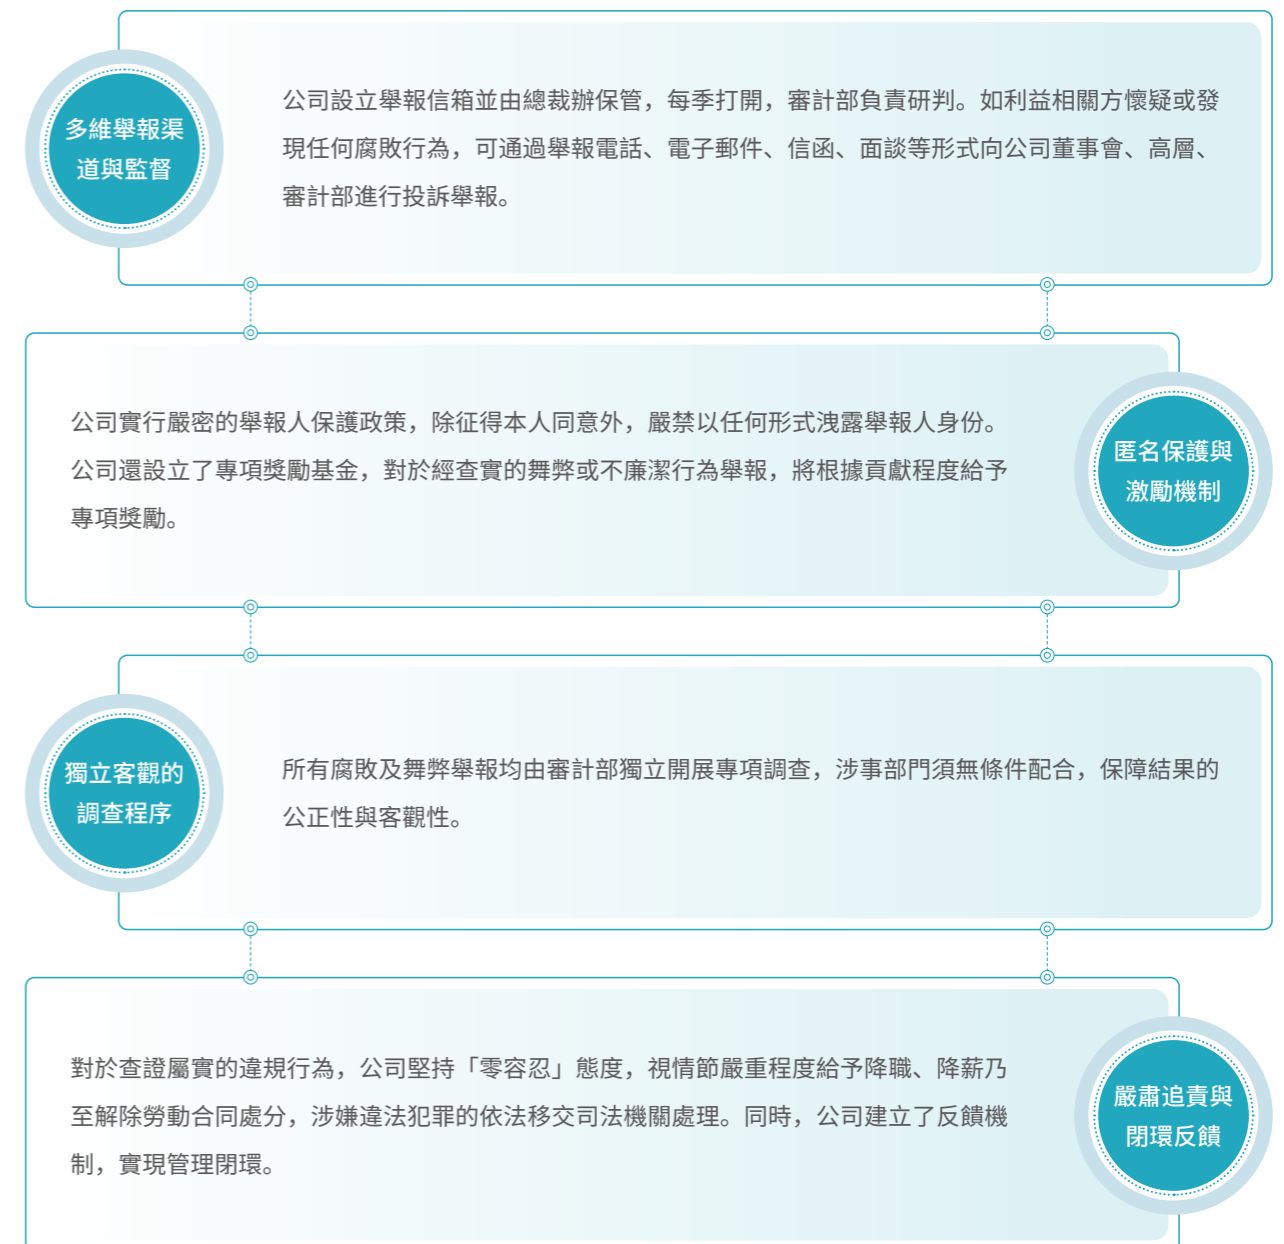 多維舉報渠
道與監督
公司設立舉報信箱並由總裁辦保管，每季打開，審計部負責研判。如利益相關方懷疑或發
現任何腐敗行為，可通過舉報電話、電子郵件、信函、面談等形式向公司董事會、高層、
審計部進行投訴舉報。
公司實行嚴密的舉報人保護政策，除征得本人同意外，嚴禁以任何形式洩露舉報人身份。
公司還設立了專項獎勵基金，對於經查實的舞弊或不廉潔行為舉報，將根據貢獻程度給予
專項獎勵。
匿名保護與
激勵機制
獨立客觀的
調查程序
所有腐敗及舞弊舉報均由審計部獨立開展專項調查，涉事部門須無條件配合，保障結果的
公正性與客觀性。
對於查證屬實的違規行為，公司堅持「零容忍」態度，視情節嚴重程度給予降職、降薪乃
至解除勞動合同處分，涉嫌違法犯罪的依法移交司法機關處理。同時，公司建立了反饋機
制，實現管理閉環。
嚴肅追責與
閉環反饋